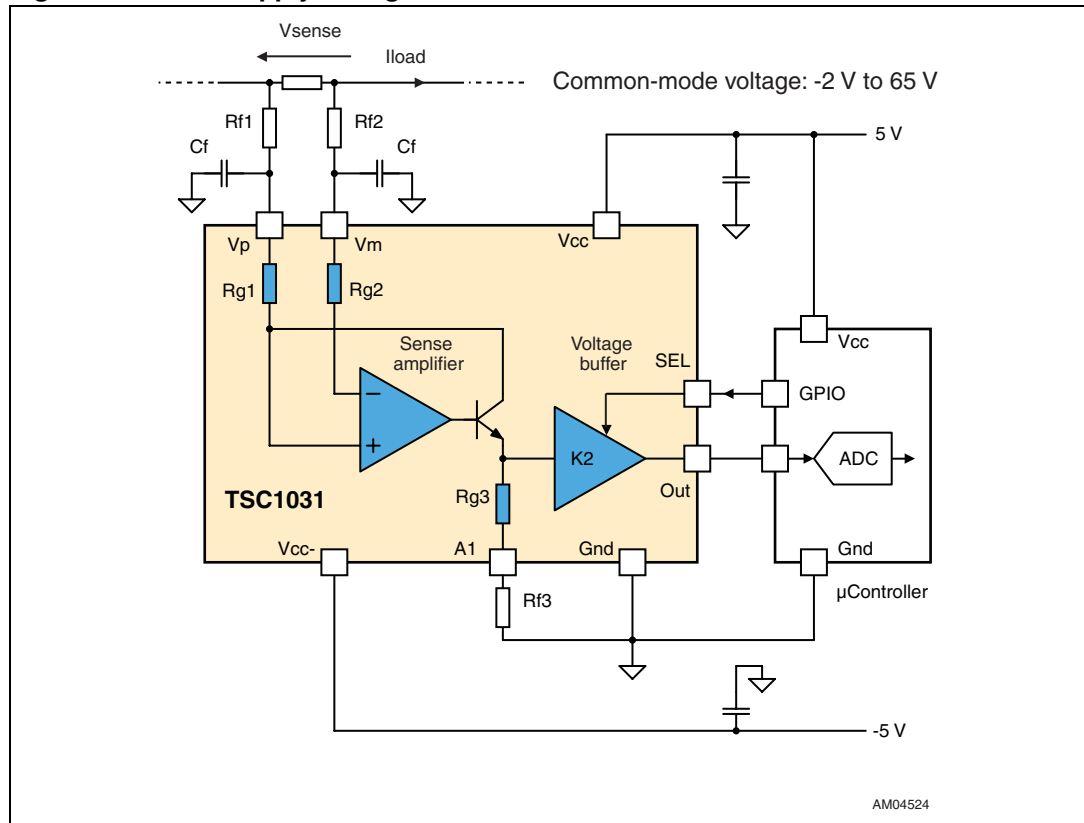 Vsense
Iload
Common-mode voltage: -2 V to 65 V
Rf1
Rf2
5 V
Cf
Cf
Vp
Vm
Vcc
Rg1
Rg2
Vcc
Sense
amplifier
Voltage
buffer
SEL
GPIO
−
+
K2
ADC
Rg3
Out
TSC1031
Vcc-
A1
Gnd
Gnd
Rf3
µController
-5 V
AM04524